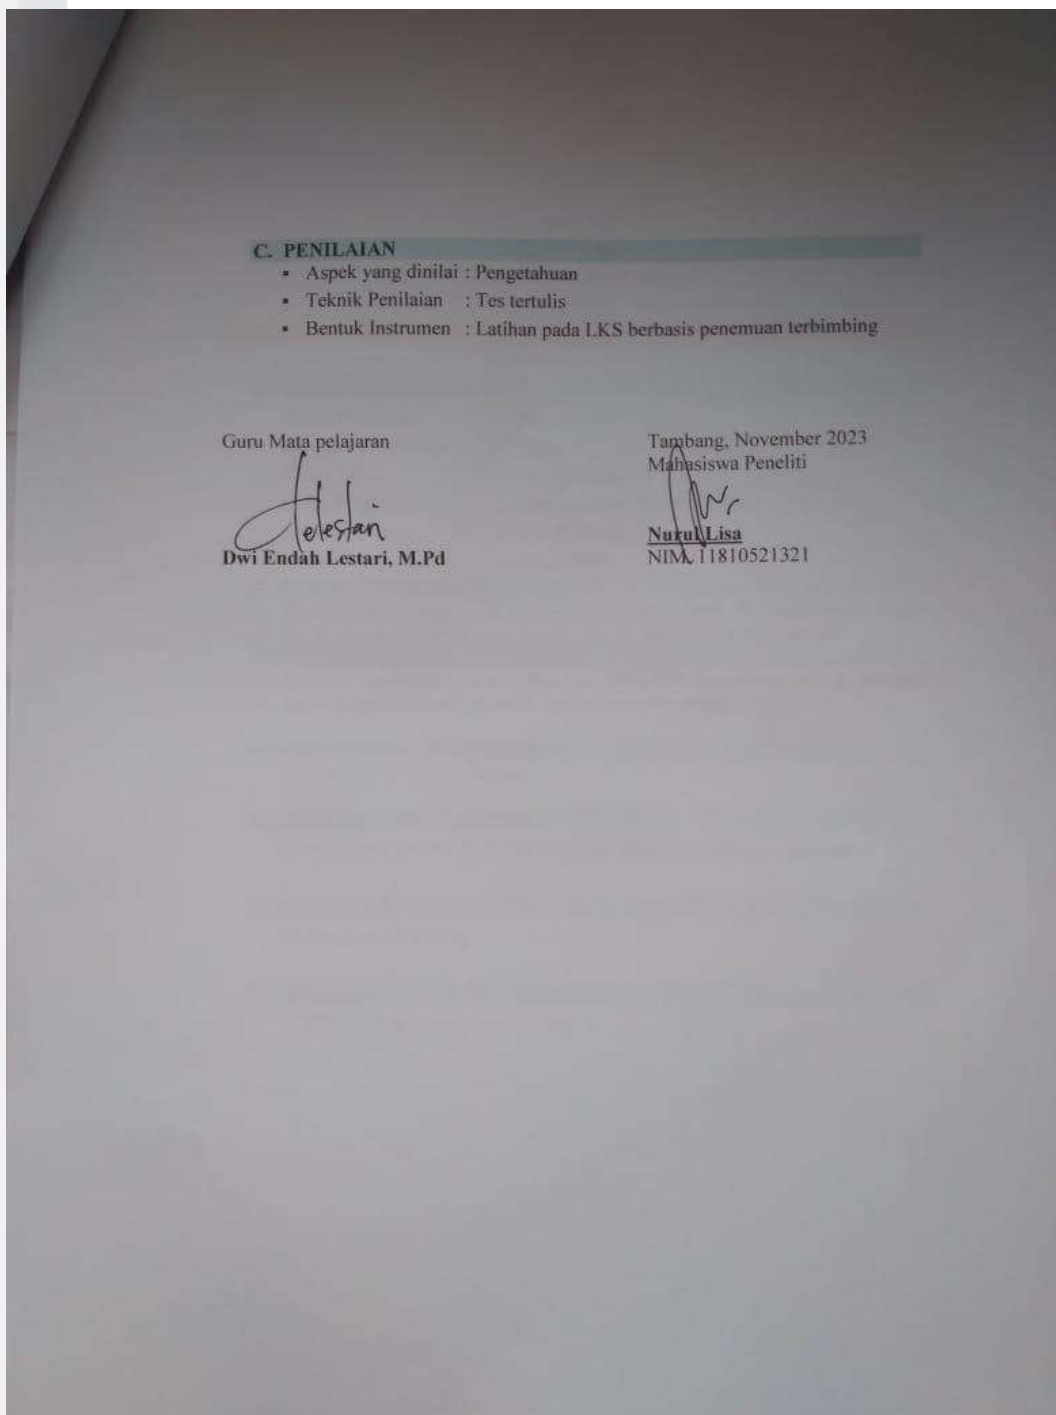 C. PENILAIAN
▪ Aspek yang dinilai : Pengetahuan
▪ Teknik Penilaian : Tes tertulis
▪ Bentuk Instrumen : Latihan pada LKS berbasis penemuan terbimbing
Guru Mata pelajaran
Lestari
Dwi Endah Lestari, M.Pd
Tambang, November 2023
Mahasiswa Peneliti
Nurul Lisa
NIM. 11810521321